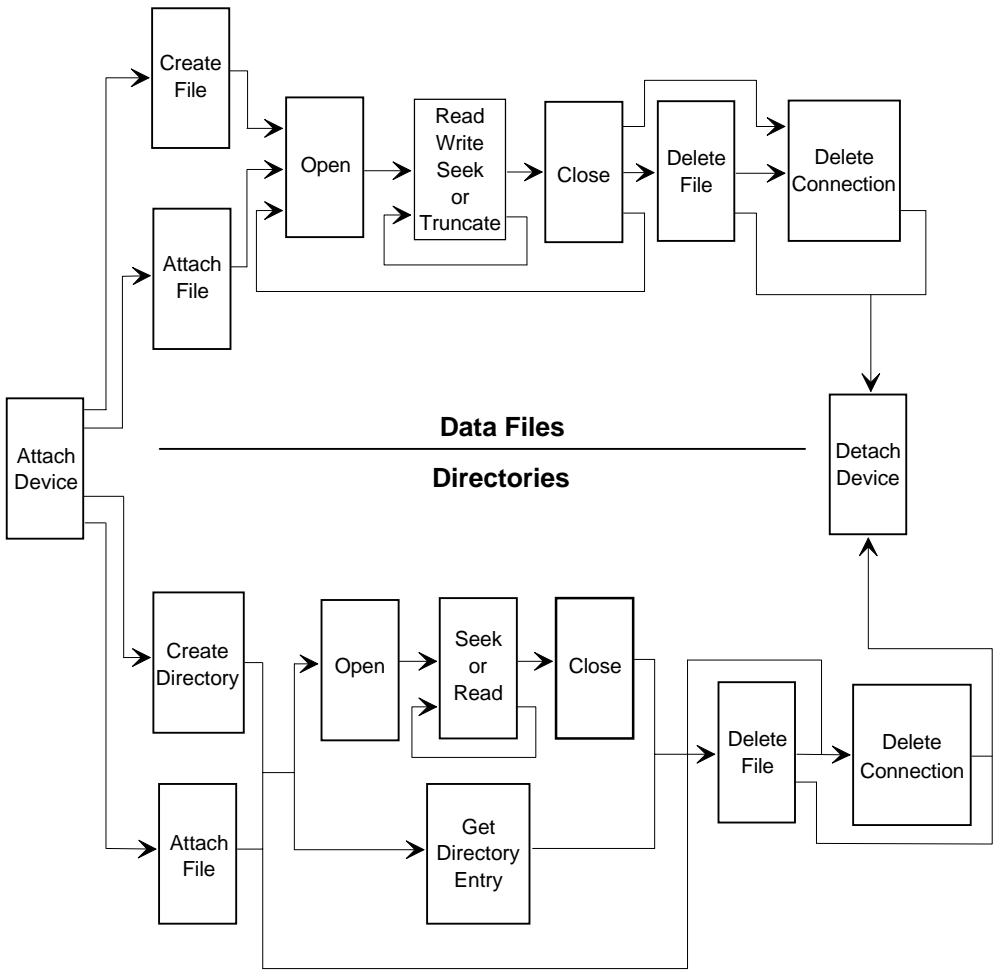 Create
File
Open
Read
Write
Seek
or
Truncate
Close
Delete
File
Delete
Connection
Attach
File
Attach
Device
Data Files
Directories
Detach
Device
Create
Directory
Open
Seek
or
Read
Close
Delete
File
Delete
Connection
Attach
File
Get
Directory
Entry